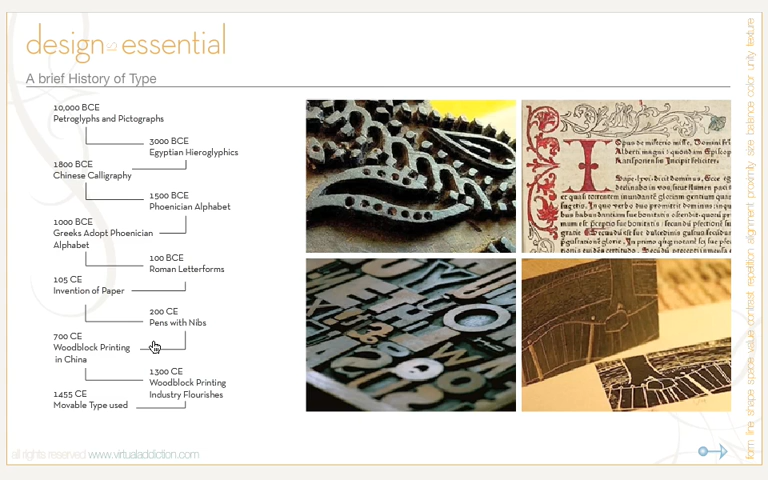 design essential
A brief History of Type
10,000 BCE
Petroglyphs and Pictographs
3000 BCE
Egyptian Hieroglyphics
1800 BCE
Chinese Calligraphy
1500 BCE
Phoenician Alphabet
1000 BCE
Greeks Adopt Phoenician
Alphabet
100 BCE
Roman Letterforms
105 CE
Invention of Paper
200 CE
Pens with Nibs
700 CE
Woodblock Printing
in China
1300 CE
Woodblock Printing
Industry Flourishes
1455 CE
Movable Type used
all rights reserved www.virtualaddiction.com
form line shape space value contrast repetition alignment proximity size balance color unity texture